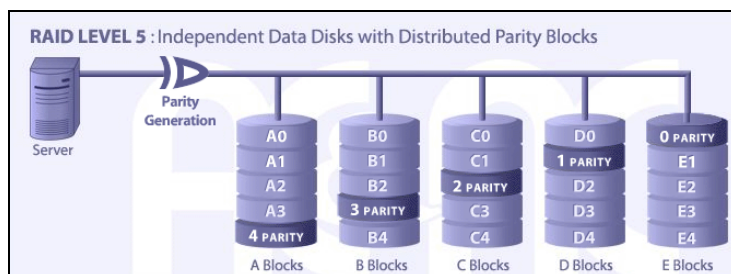 RAID LEVEL 5 : Independent Data Disks with Distributed Parity Blocks
Server
Parity
Generation
A0
A1
A2
A3
4 PARITY
A Blocks
B0
B1
B2
3 PARITY
B4
B Blocks
C0
C1
2 PARITY
C3
C4
C Blocks
D0
1 PARITY
D2
D3
D4
D Blocks
0 PARITY
E1
E2
E3
E4
E Blocks